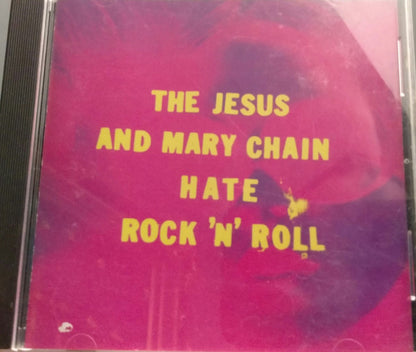 THE JESUS
AND MARY CHAIN
HATE
ROCK 'N' ROLL